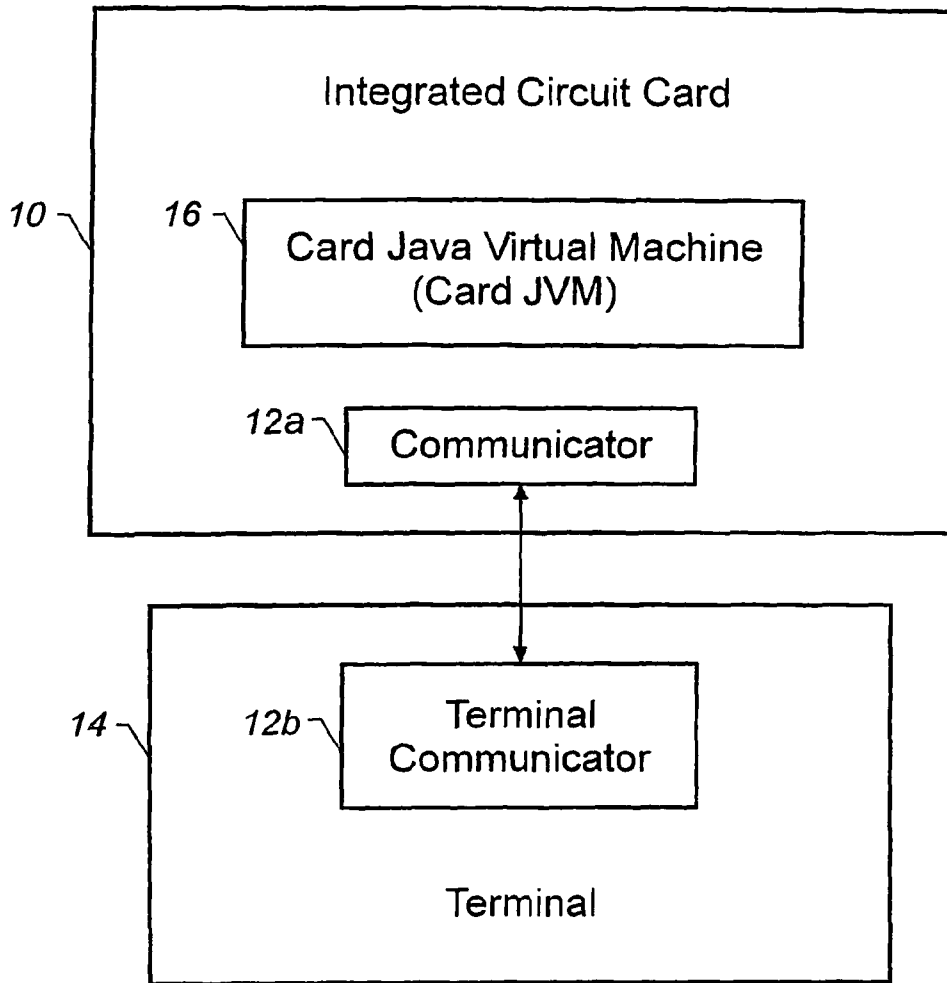 Integrated Circuit Card
10
16
Card Java Virtual Machine
(Card JVM)
12a
Communicator
14
12b
Terminal
Communicator
Terminal